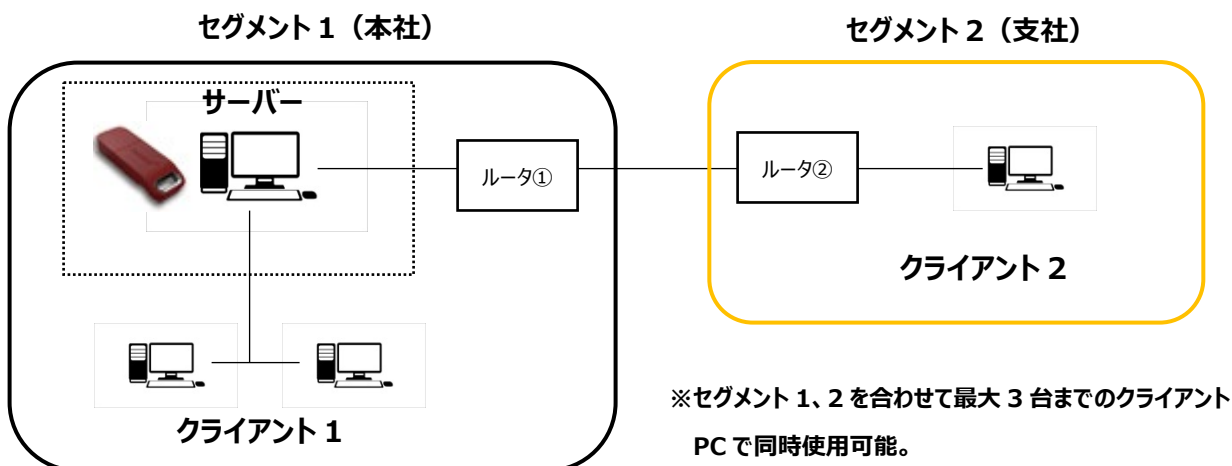 セグメント 1（本社）
セグメント 2（支社）
サーバー
ルータ①
ルータ②
クライアント 2
クライアント 1
※セグメント 1、2 を合わせて最大 3 台までのクライアント
PC で同時使用可能。